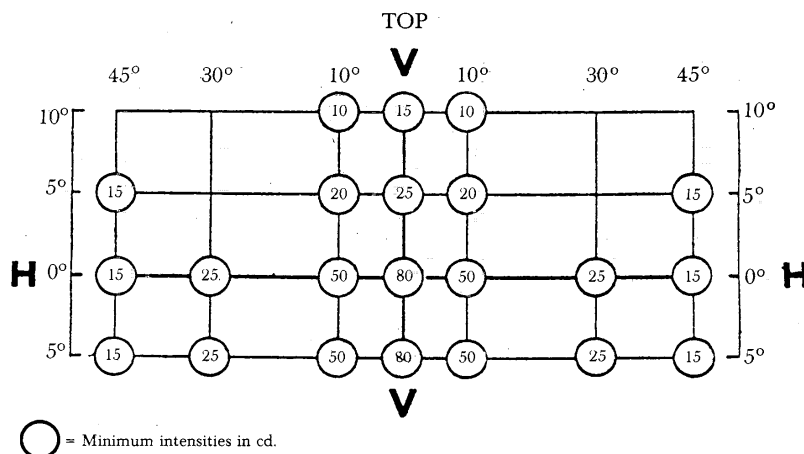 TOP
V
45° 30° 10° 10° 30° 45°
10° 10 15 10 10°
5° 15 20 25 20 15 5°
H 0° 15 25. 50 80 50 25 15 0° H
5° 15 25 50 80 50 25 15 5°
V
= Minimum intensities in cd.